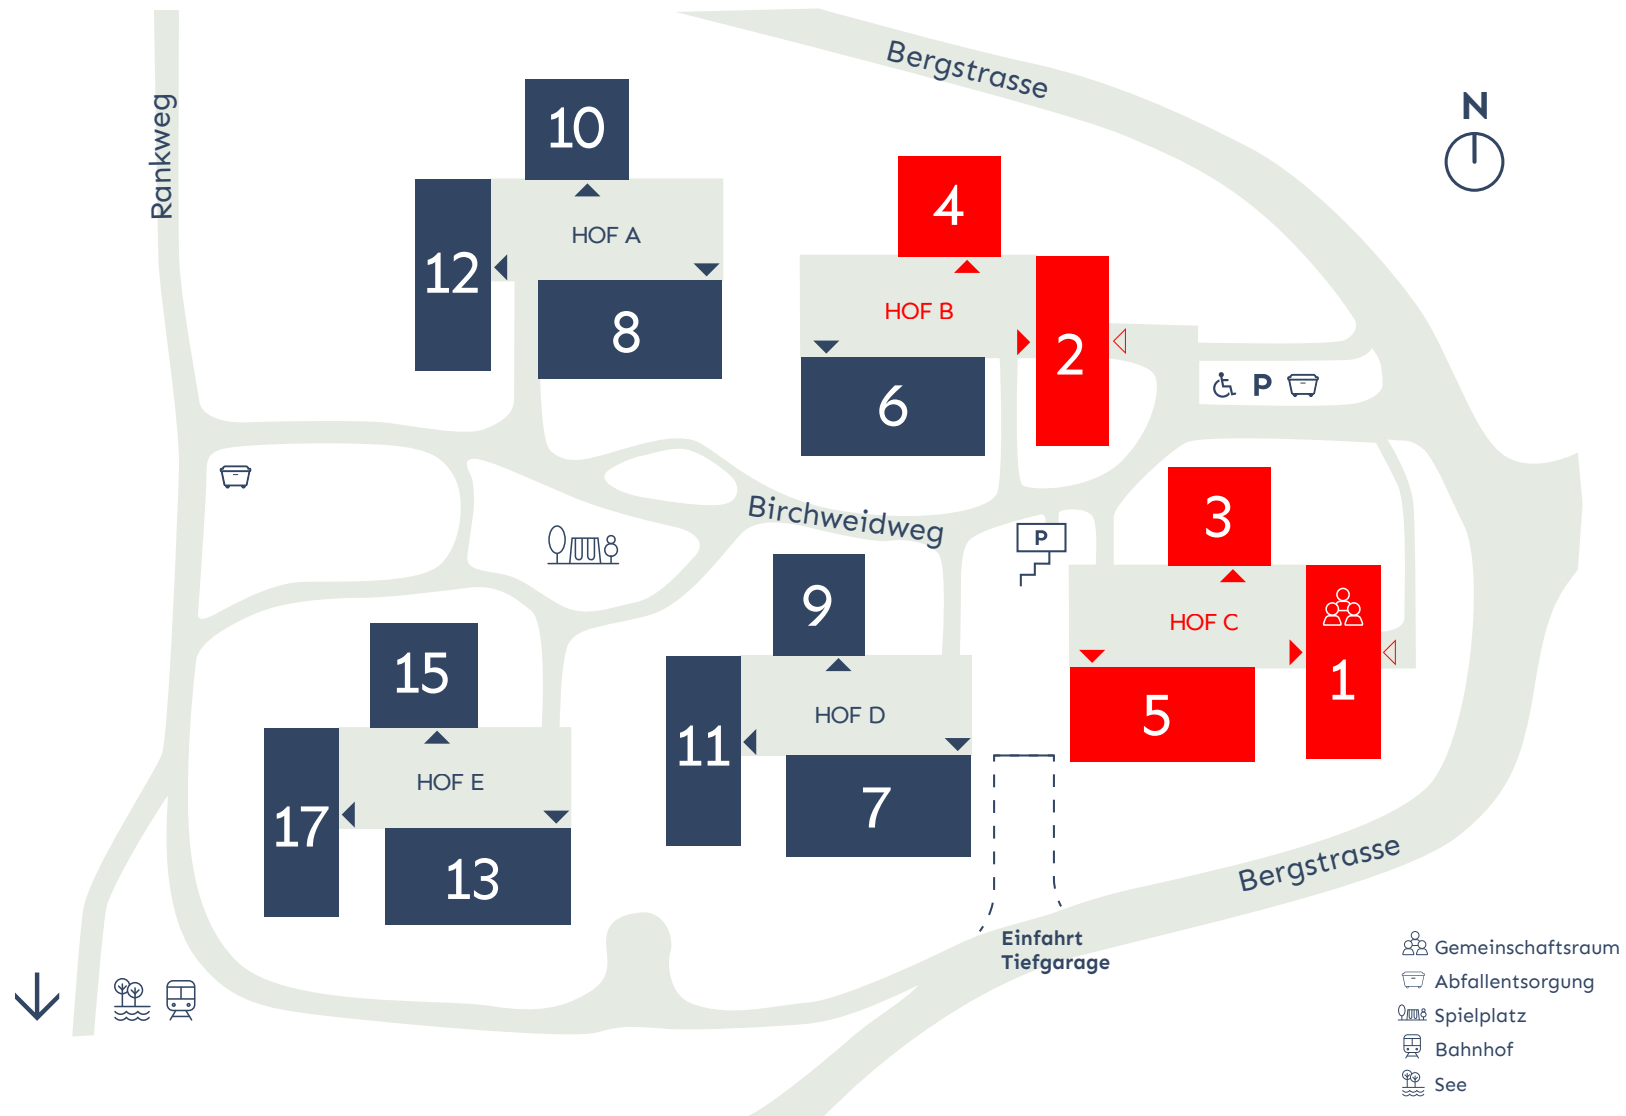 Bergstrasse
N
Rankweg
10
HOF A
12
8
4
HOF B
2
6
P
Birchweidweg
P
3
HOF C
1
5
9
HOF D
11
7
15
HOF E
17
13
Bergstrasse
Einfahrt
Tiefgarage
Gemeinschaftsraum
Abfallentsorgung
Spielplatz
Bahnhof
See